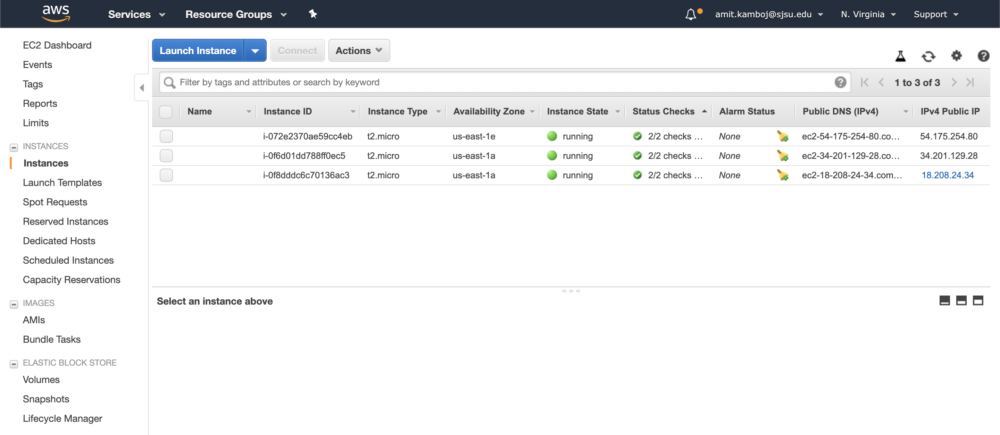 aws Services Resource Groups amit.kamboj@sjsu.edu N. Virginia Support
EC2 Dashboard
Events
Tags
Reports
Limits
INSTANCES
Instances
Launch Templates
Spot Requests
Reserved Instances
Dedicated Hosts
Scheduled Instances
Capacity Reservations
IMAGES
AMIs
Bundle Tasks
ELASTIC BLOCK STORE
Volumes
Snapshots
Lifecycle Manager
Launch Instance Connect Actions
Filter by tags and attributes or search by keyword 1 to 3 of 3
Name Instance ID Instance Type Availability Zone Instance State Status Checks Alarm Status Public DNS (IPv4) IPv4 Public IP
i-072e2370ae59cc4eb t2.micro us-east-1e running 2/2 checks ... None ec2-54-175-254-80.co... 54.175.254.80
i-0f6d01dd788ff0ec5 t2.micro us-east-1a running 2/2 checks ... None ec2-34-201-129-28.co... 34.201.129.28
i-0f8dddc6c70136ac3 t2.micro us-east-1a running 2/2 checks ... None ec2-18-208-24-34.com... 18.208.24.34
Select an instance above